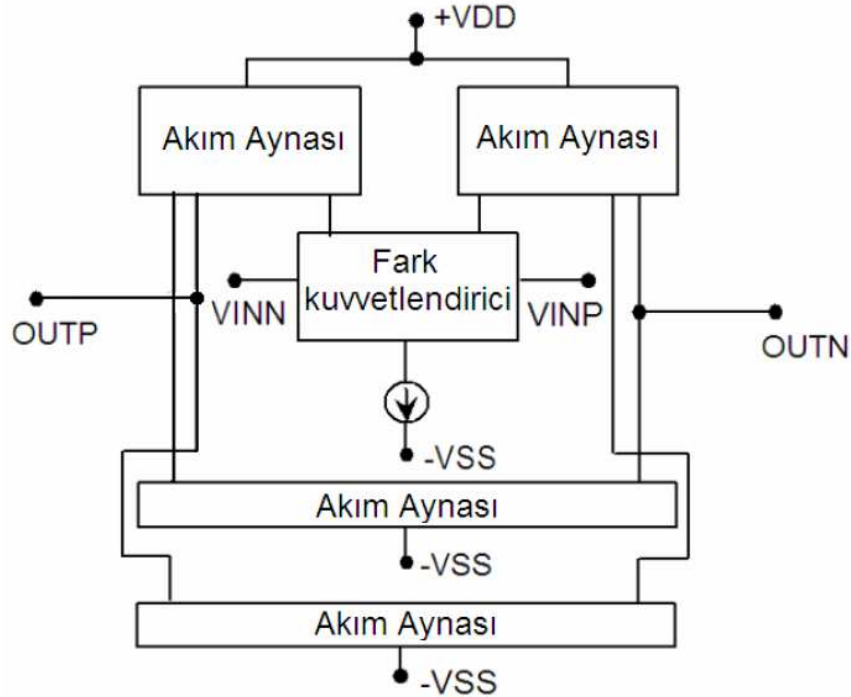 +VDD
Akım Aynası
Akım Aynası
Fark
kuvvetlendirici
VINN
VINP
OUTP
OUTN
-VSS
Akım Aynası
-VSS
Akım Aynası
-VSS